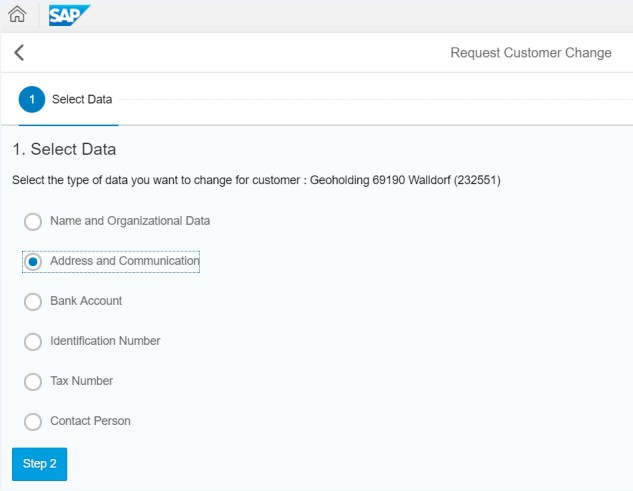 SAP
Request Customer Change
1 Select Data
1. Select Data
Select the type of data you want to change for customer : Geoholding 69190 Walldorf (232551)
Name and Organizational Data
Address and Communication
Bank Account
Identification Number
Tax Number
Contact Person
Step 2